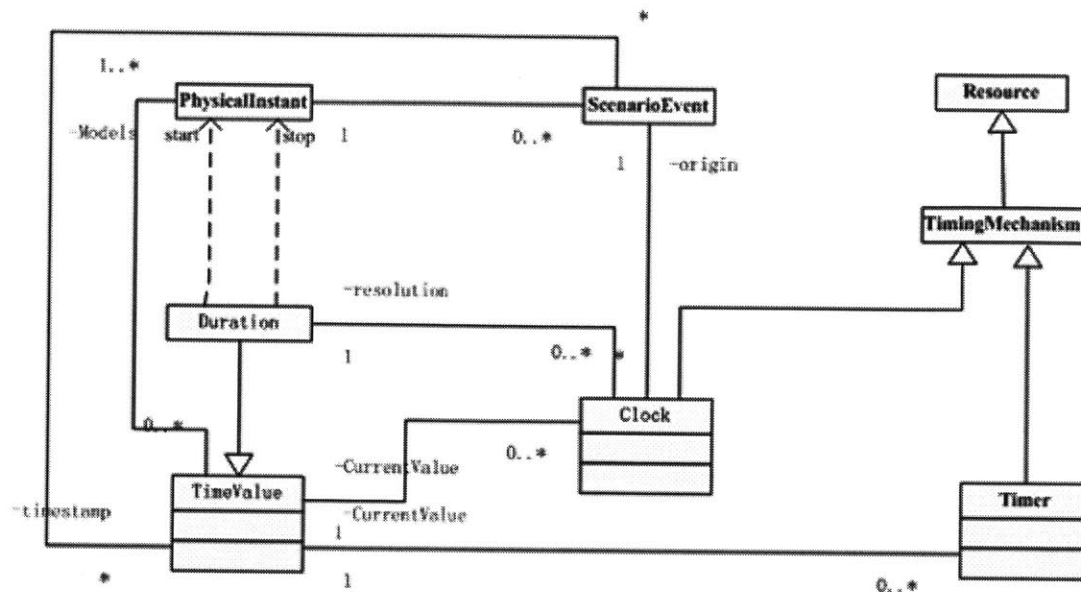 *
1..*
PhysicalInstant
ScenarioEvent
Resource
-Models
start
stop
1
0..*
1
-origin
TimingMechanism
-resolution
Duration
1
0..*
*
Clock
0..*
-CurrentValue
0..*
TimeValue
-CurrentValue
Timer
-timestamp
1
*
1
0..*